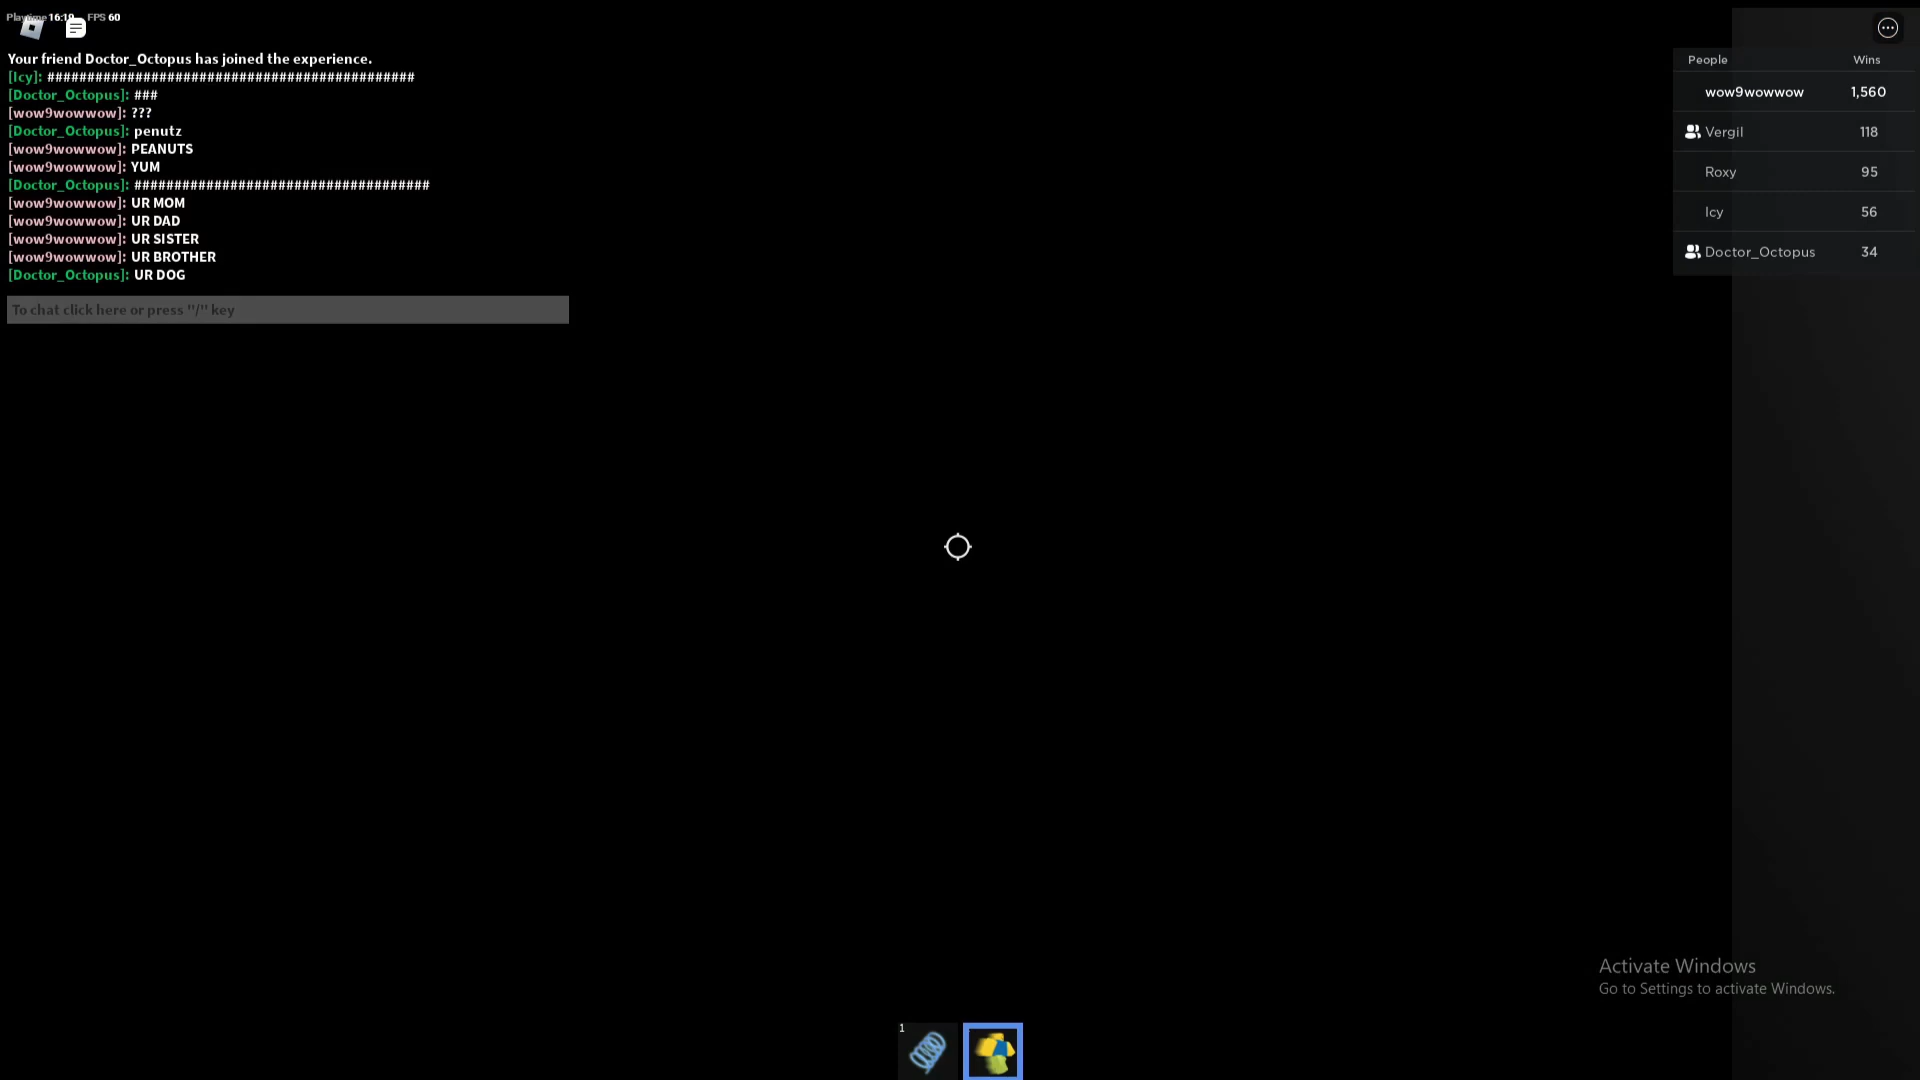 Playtime 16:19 FPS 60
Your friend Doctor_Octopus has joined the experience.
[Icy]: ##############################################
[Doctor_Octopus]: ###
[wow9wowwow]: ???
[Doctor_Octopus]: penutz
[wow9wowwow]: PEANUTS
[wow9wowwow]: YUM
[Doctor_Octopus]: #####################################
[wow9wowwow]: UR MOM
[wow9wowwow]: UR DAD
[wow9wowwow]: UR SISTER
[wow9wowwow]: UR BROTHER
[Doctor_Octopus]: UR DOG
To chat click here or press "/" key
People Wins
wow9wowwow 1,560
Vergil 118
Roxy 95
Icy 56
Doctor_Octopus 34
Activate Windows
Go to Settings to activate Windows.
1